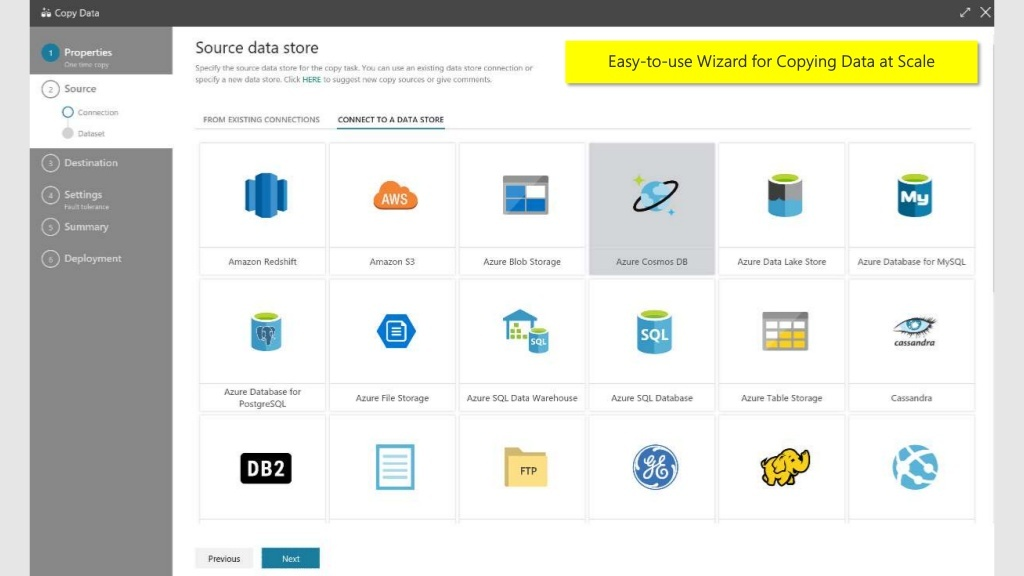 Copy Data
1 Properties
One time copy
2 Source
Connection
Dataset
3 Destination
4 Settings
Fault tolerance
5 Summary
6 Deployment
Source data store
Specify the source data store for the copy task. You can use an existing data store connection or
specify a new data store. Click HERE to suggest new copy sources or give comments.
Easy-to-use Wizard for Copying Data at Scale
FROM EXISTING CONNECTIONS CONNECT TO A DATA STORE
AWS
My
Amazon Redshift Amazon S3 Azure Blob Storage Azure Cosmos DB Azure Data Lake Store Azure Database for MySQL
SQL
SQL
cassandra
Azure Database for
PostgreSQL
Azure File Storage Azure SQL Data Warehouse Azure SQL Database Azure Table Storage Cassandra
DB2
FTP
GE
Previous Next